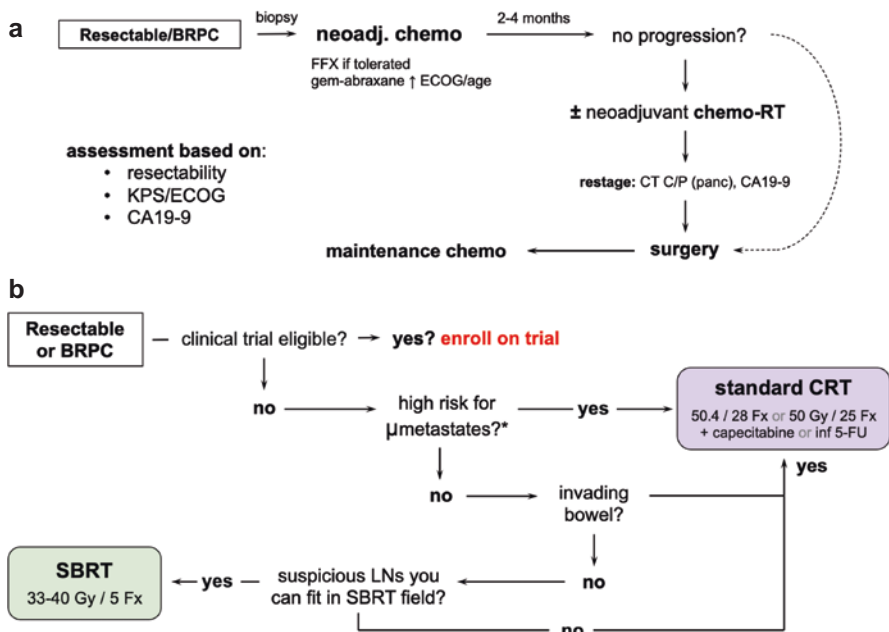 a
Resectable/BRPC
biopsy
neoadj. chemo
2-4 months
no progression?
FFX if tolerated
gem-abraxane ↑ ECOG/age
± neoadjuvant chemo-RT
assessment based on:
• resectability
• KPS/ECOG
• CA19-9
restage: CT C/P (panc), CA19-9
maintenance chemo
surgery
b
Resectable
or BRPC
clinical trial eligible?
yes? enroll on trial
no
high risk for
μmetastates?*
yes
standard CRT
50.4 / 28 Fx or 50 Gy / 25 Fx
+ capecitabine or inf 5-FU
yes
no
invading
bowel?
no
suspicious LNs you
can fit in SBRT field?
yes
SBRT
33-40 Gy / 5 Fx
no